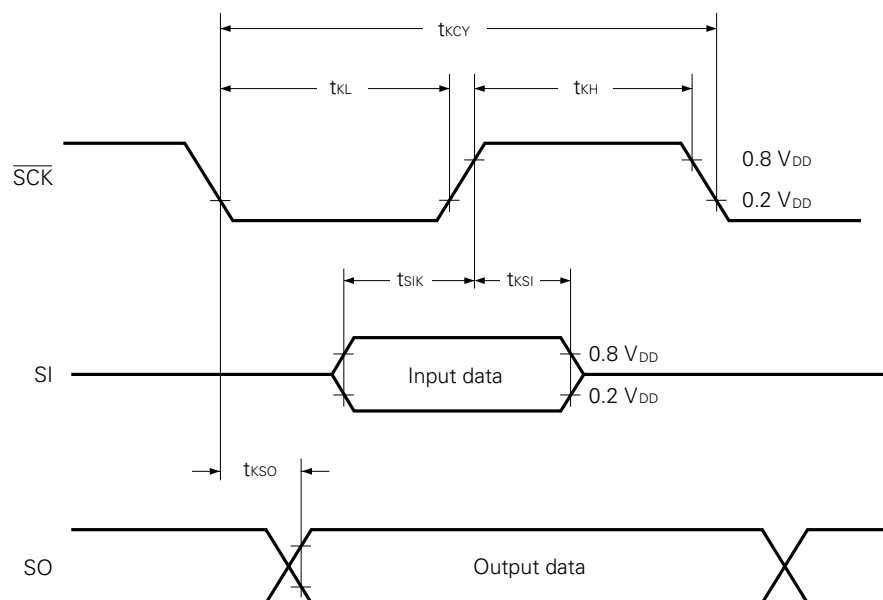 tKCY
tKL
tKH
SCK
0.8 VDD
0.2 VDD
tSIK
tKSI
SI
Input data
0.8 VDD
0.2 VDD
tKSO
SO
Output data